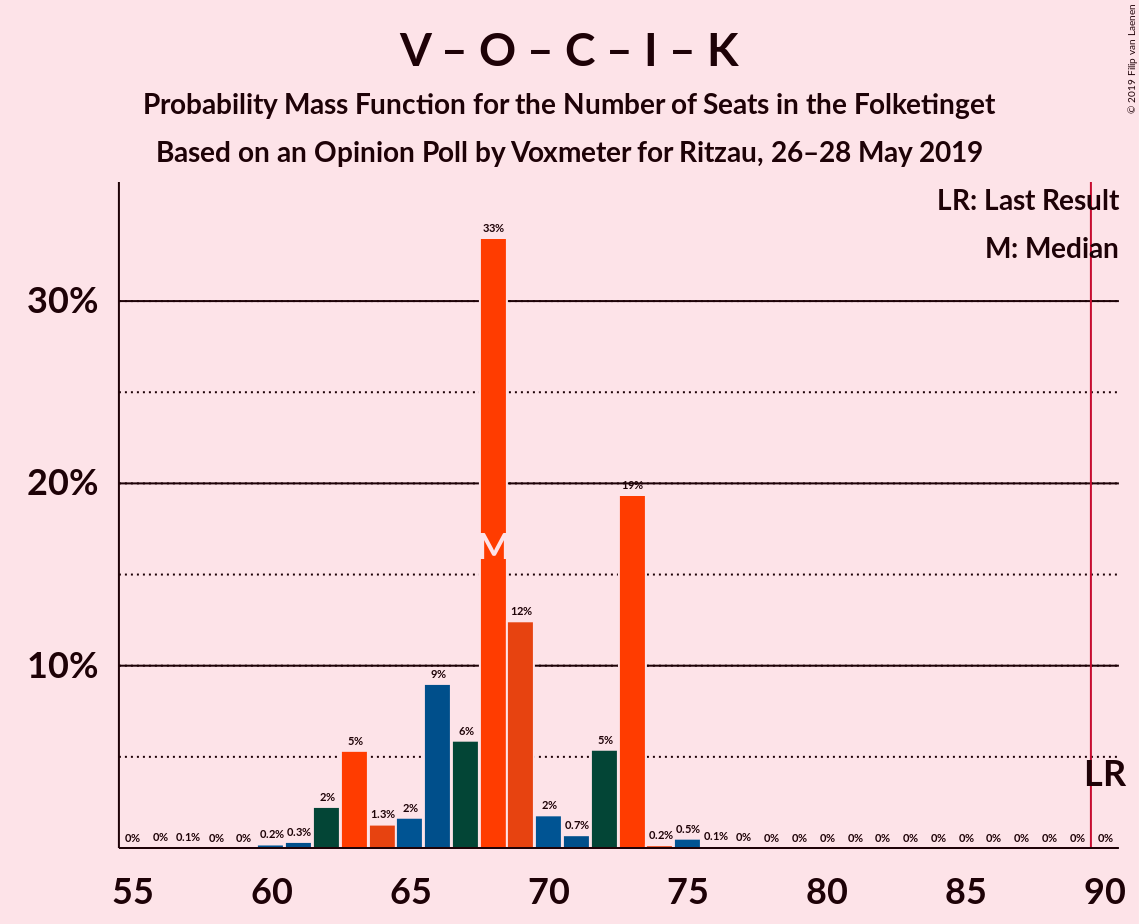 V – O – C – I – K
Probability Mass Function for the Number of Seats in the Folketinget
Based on an Opinion Poll by Voxmeter for Ritzau, 26–28 May 2019
© 2019 Filip van Laenen
LR: Last Result
M: Median
30%
20%
10%
0% 0% 0.1% 0% 0% 0.2% 0.3% 2% 5% 1.3% 2% 9% 6% 33% 12% 2% 0.7% 5% 19% 0.2% 0.5% 0.1% 0% 0% 0% 0% 0% 0% 0% 0% 0% 0% 0% 0% 0% 0%
M
LR
55 60 65 70 75 80 85 90